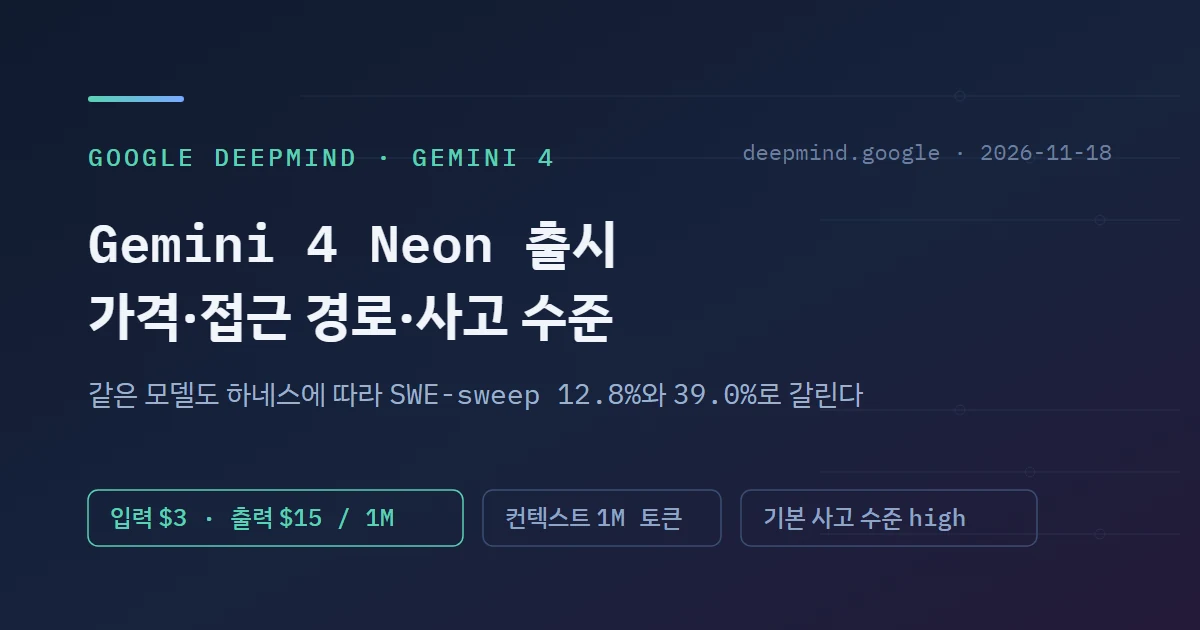 GOOGLE DEEPMIND · GEMINI 4
deepmind.google · 2026-11-18
Gemini 4 Neon 출시
가격·접근 경로·사고 수준
같은 모델도 하네스에 따라 SWE-sweep 12.8%와 39.0%로 갈린다
입력 $3 · 출력 $15 / 1M
컨텍스트 1M 토큰
기본 사고 수준 high